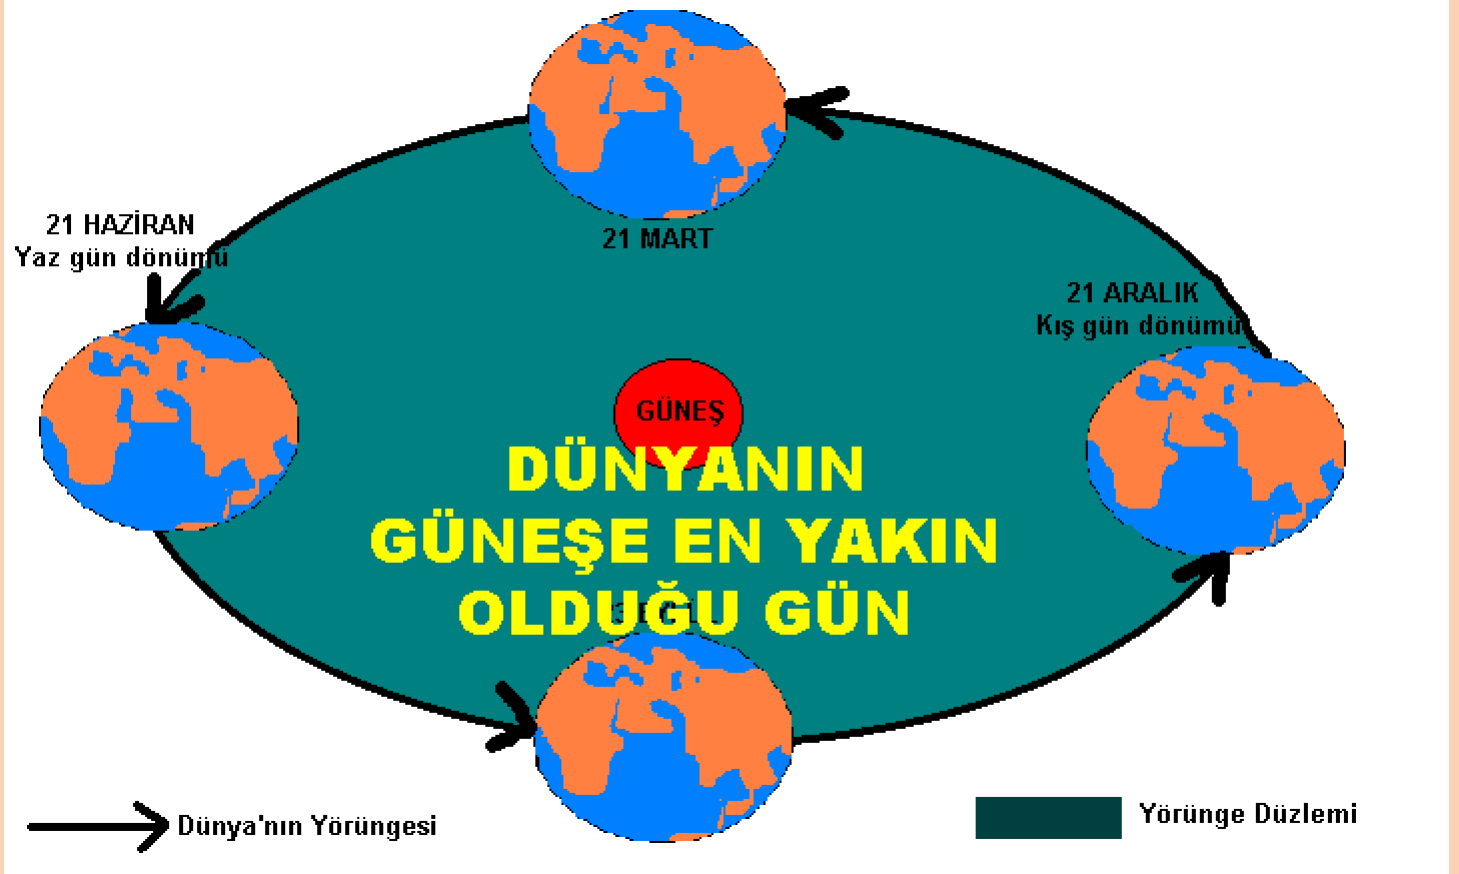 21 HAZİRAN
Yaz gün dönümü
21 MART
21 ARALIK
Kış gün dönümü
GÜNEŞ
DÜNYANIN
GÜNEŞE EN YAKIN
OLDUĞU GÜN
Dünya'nın Yörüngesi
Yörünge Düzlemi